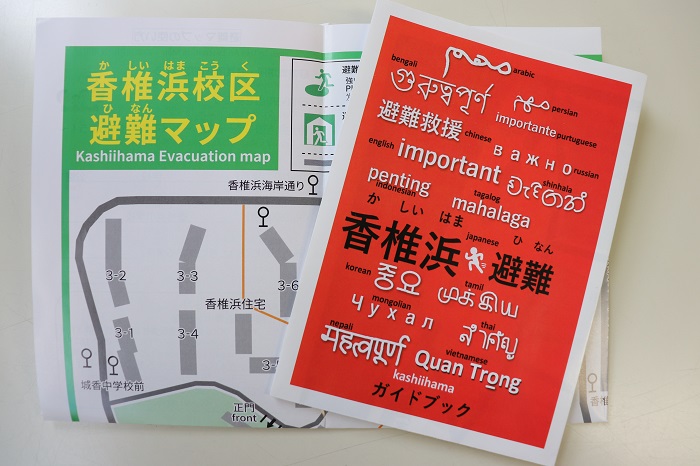 か しい はま こう く
香椎浜校区
ひ なん
避難マップ
Kashiihama Evacuation map
避難
香椎浜海岸通り
3-2
3-3
3-6
香椎浜住宅
3-1
3-4
城香中学校前
正門
front
arabic
bengali
গুরুত্বপূর্ণ
persian
importante
purtuguese
避難救援
chinese
важно
russian
english
important
shinhala
වැදගත්
penting
indonesian
tagalog
mahalaga
か しい はま
ひ なん
香椎浜
japanese
避難
korean
중요
tamil
முக்கிய
mongolian
чухал
thai
สำคัญ
nepali
महत्वपूर्ण
vietnamese
Quan Trọng
kashiihama
ガイドブック